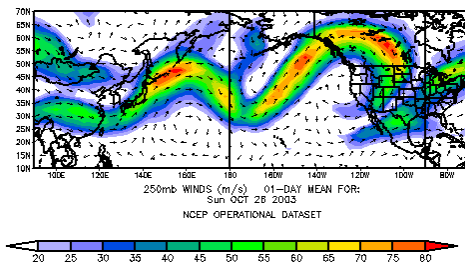 70N
65N
60N
55N
50N
45N
40N
35N
30N
25N
20N
15N
10N
100E 120E 140E 160E 180 160W 140W 120W 100W 80W
250mb WINDS (m/s) 01-DAY MEAN FOR:
Sun OCT 26 2003
NCEP OPERATIONAL DATASET
20 25 30 35 40 45 50 55 60 65 70 75 80